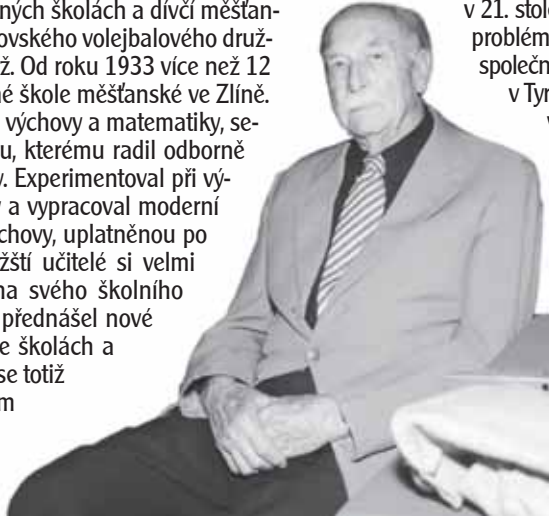 ných školách a dívčí měšťan-
ovského volejbalového druž-
ž. Od roku 1933 více než 12
né škole měšťanské ve Zlíně.
výchovy a matematiky, se-
u, kterému radil odborně
y. Experimentoval při vý-
a vypracoval moderní
chovy, uplatněnou po
žští učitelé si velmi
na svého školního
přednášel nové
e školách a
se totiž
m
v 21. stole
problém
společn
v Tyr
v